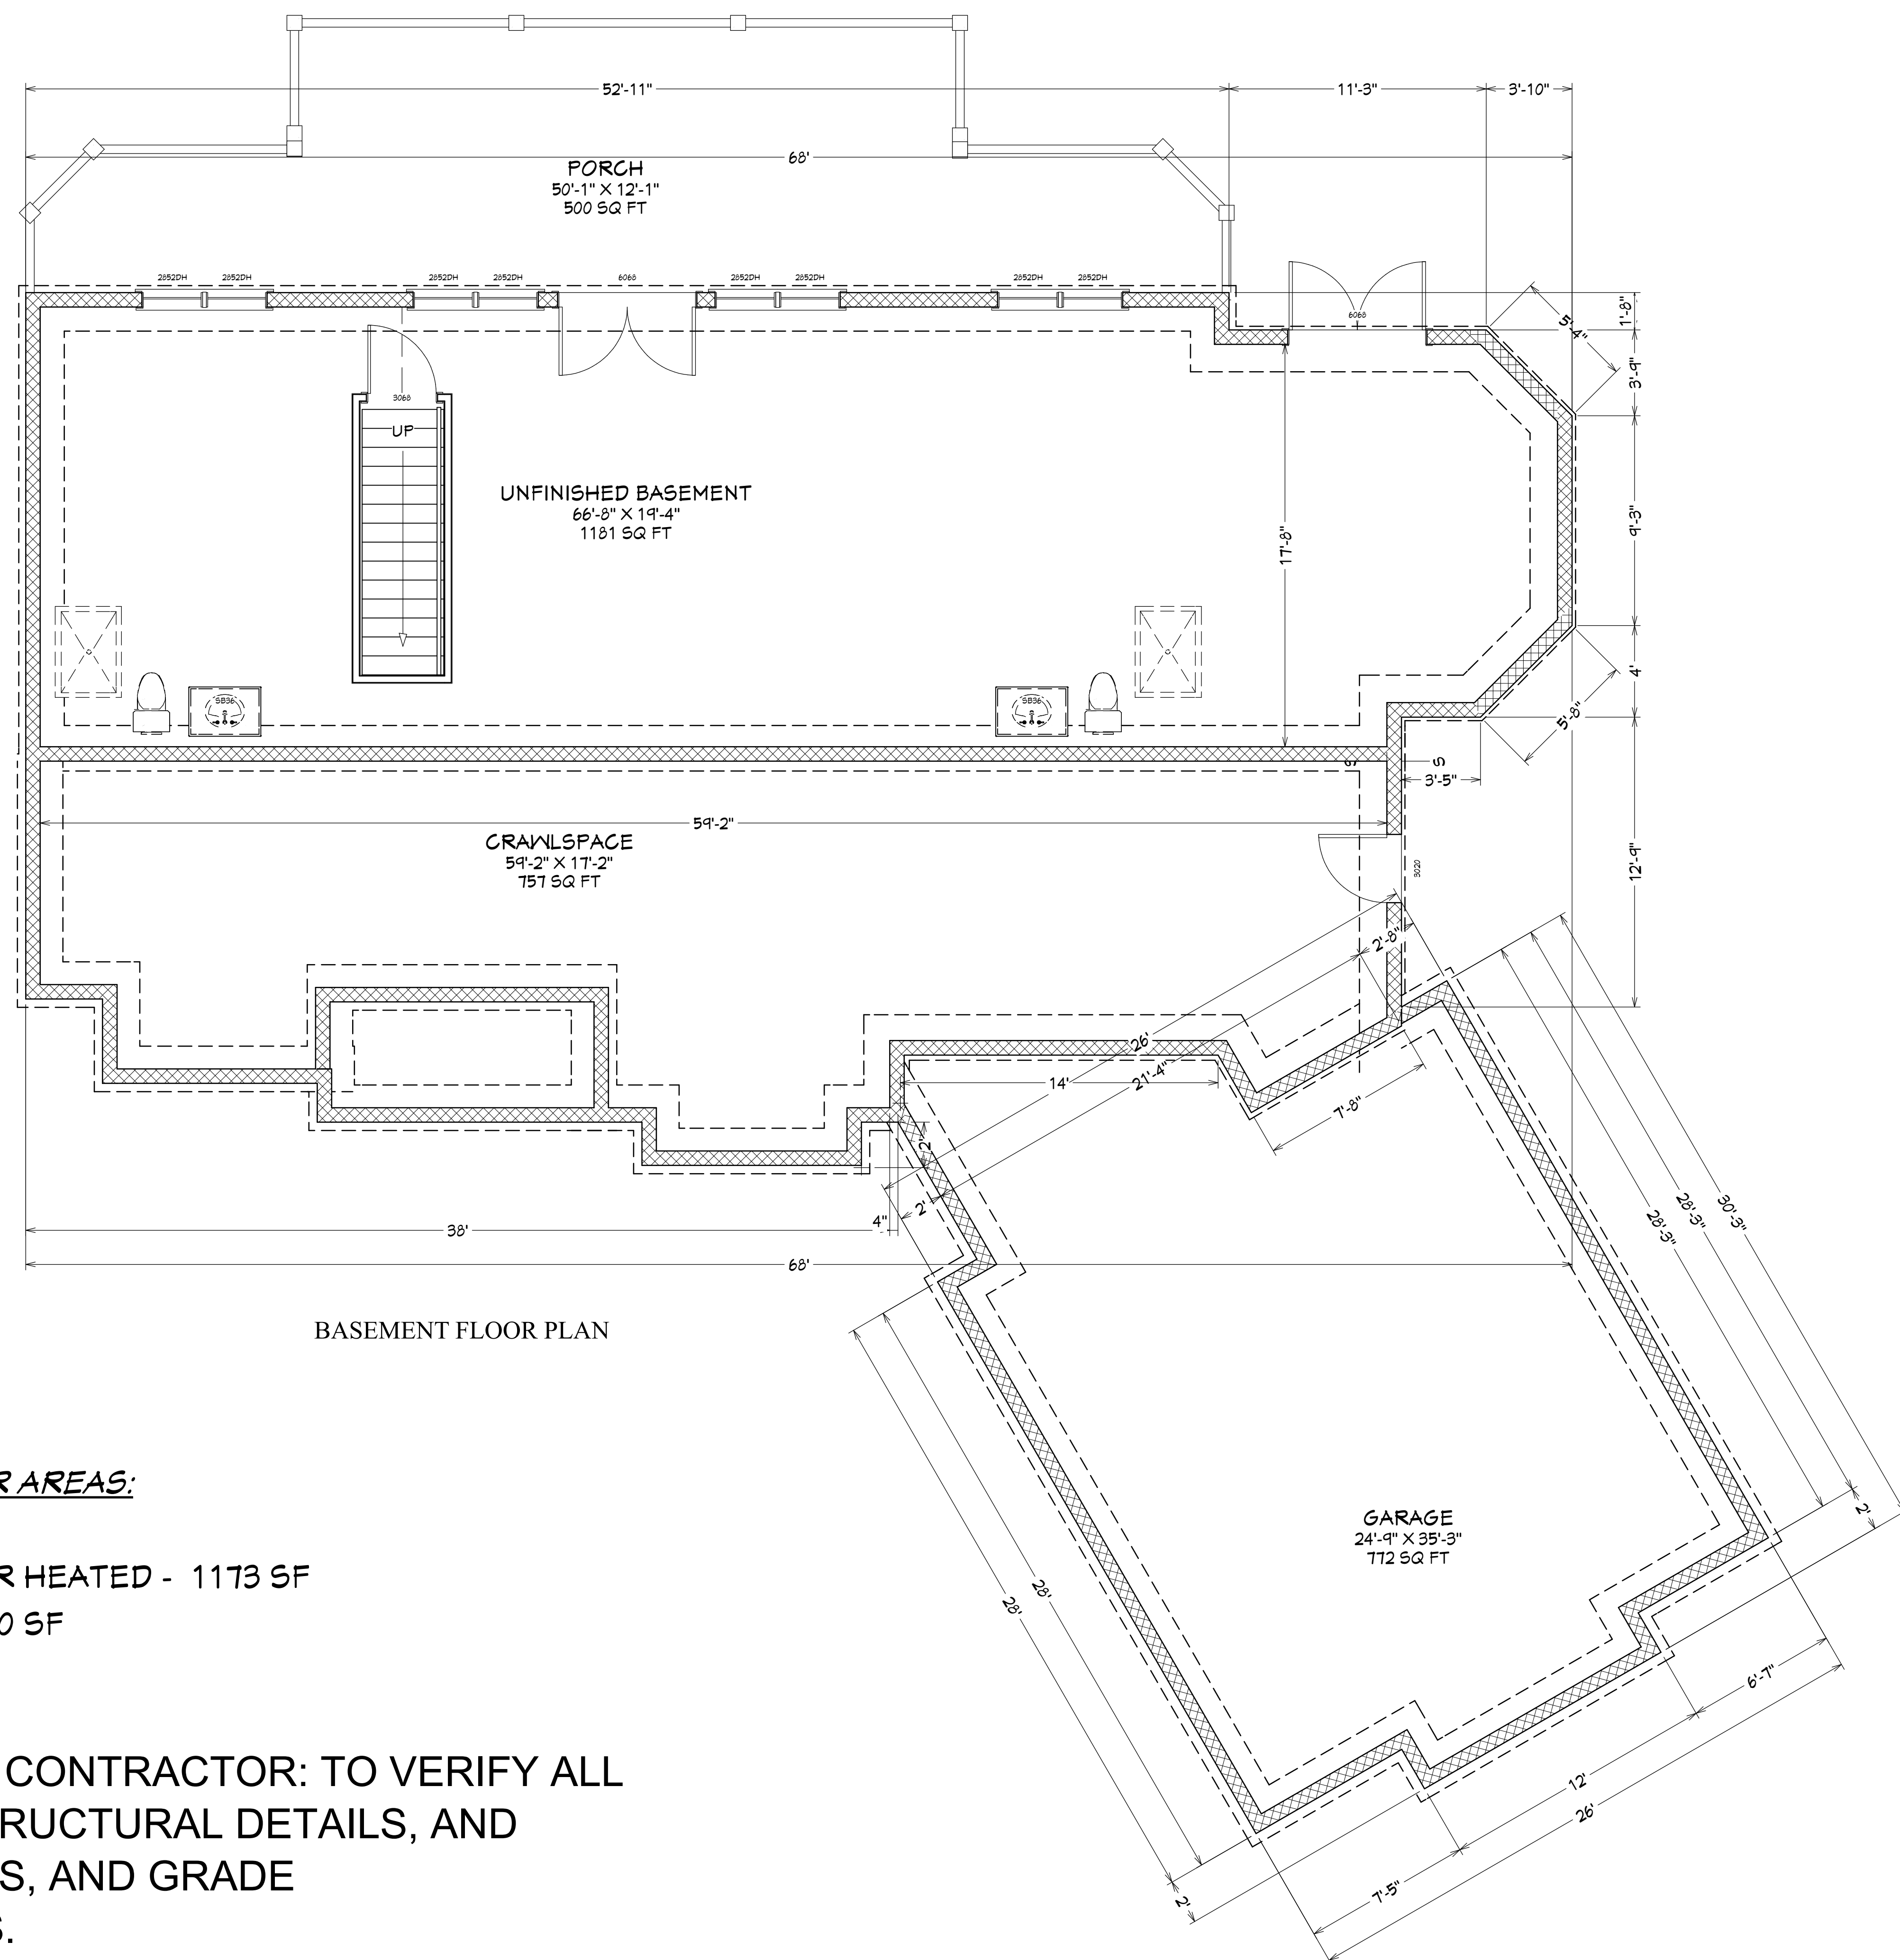 52'-11"
11'-3"
3'-10"
68'
PORCH
50'-1" X 12'-1"
500 SQ FT
2852DH
2852DH
2852DH
2852DH
6068
2852DH
2852DH
2852DH
2852DH
6068
1'-8"
5'-4"
3'-9"
3068
UP
UNFINISHED BASEMENT
66'-8" X 19'-4"
1181 SQ FT
17'-8"
9'-3"
4'
5'-8"
SB36
SB36
S
S
3'-5"
59'-2"
CRAWLSPACE
59'-2" X 17'-2"
757 SQ FT
3020
12'-9"
2'-8"
26'
21'-4"
14'
7'-8"
2'
2'
4"
38'
68'
28'-3"
28'-3"
30'-3"
BASEMENT FLOOR PLAN
R AREAS:
GARAGE
24'-9" X 35'-3"
772 SQ FT
2'
R HEATED - 1173 SF
0 SF
28'
28'
6'-7"
12'
26'
7'-5"
2'
CONTRACTOR: TO VERIFY ALL
RUCTURAL DETAILS, AND
S, AND GRADE
S.